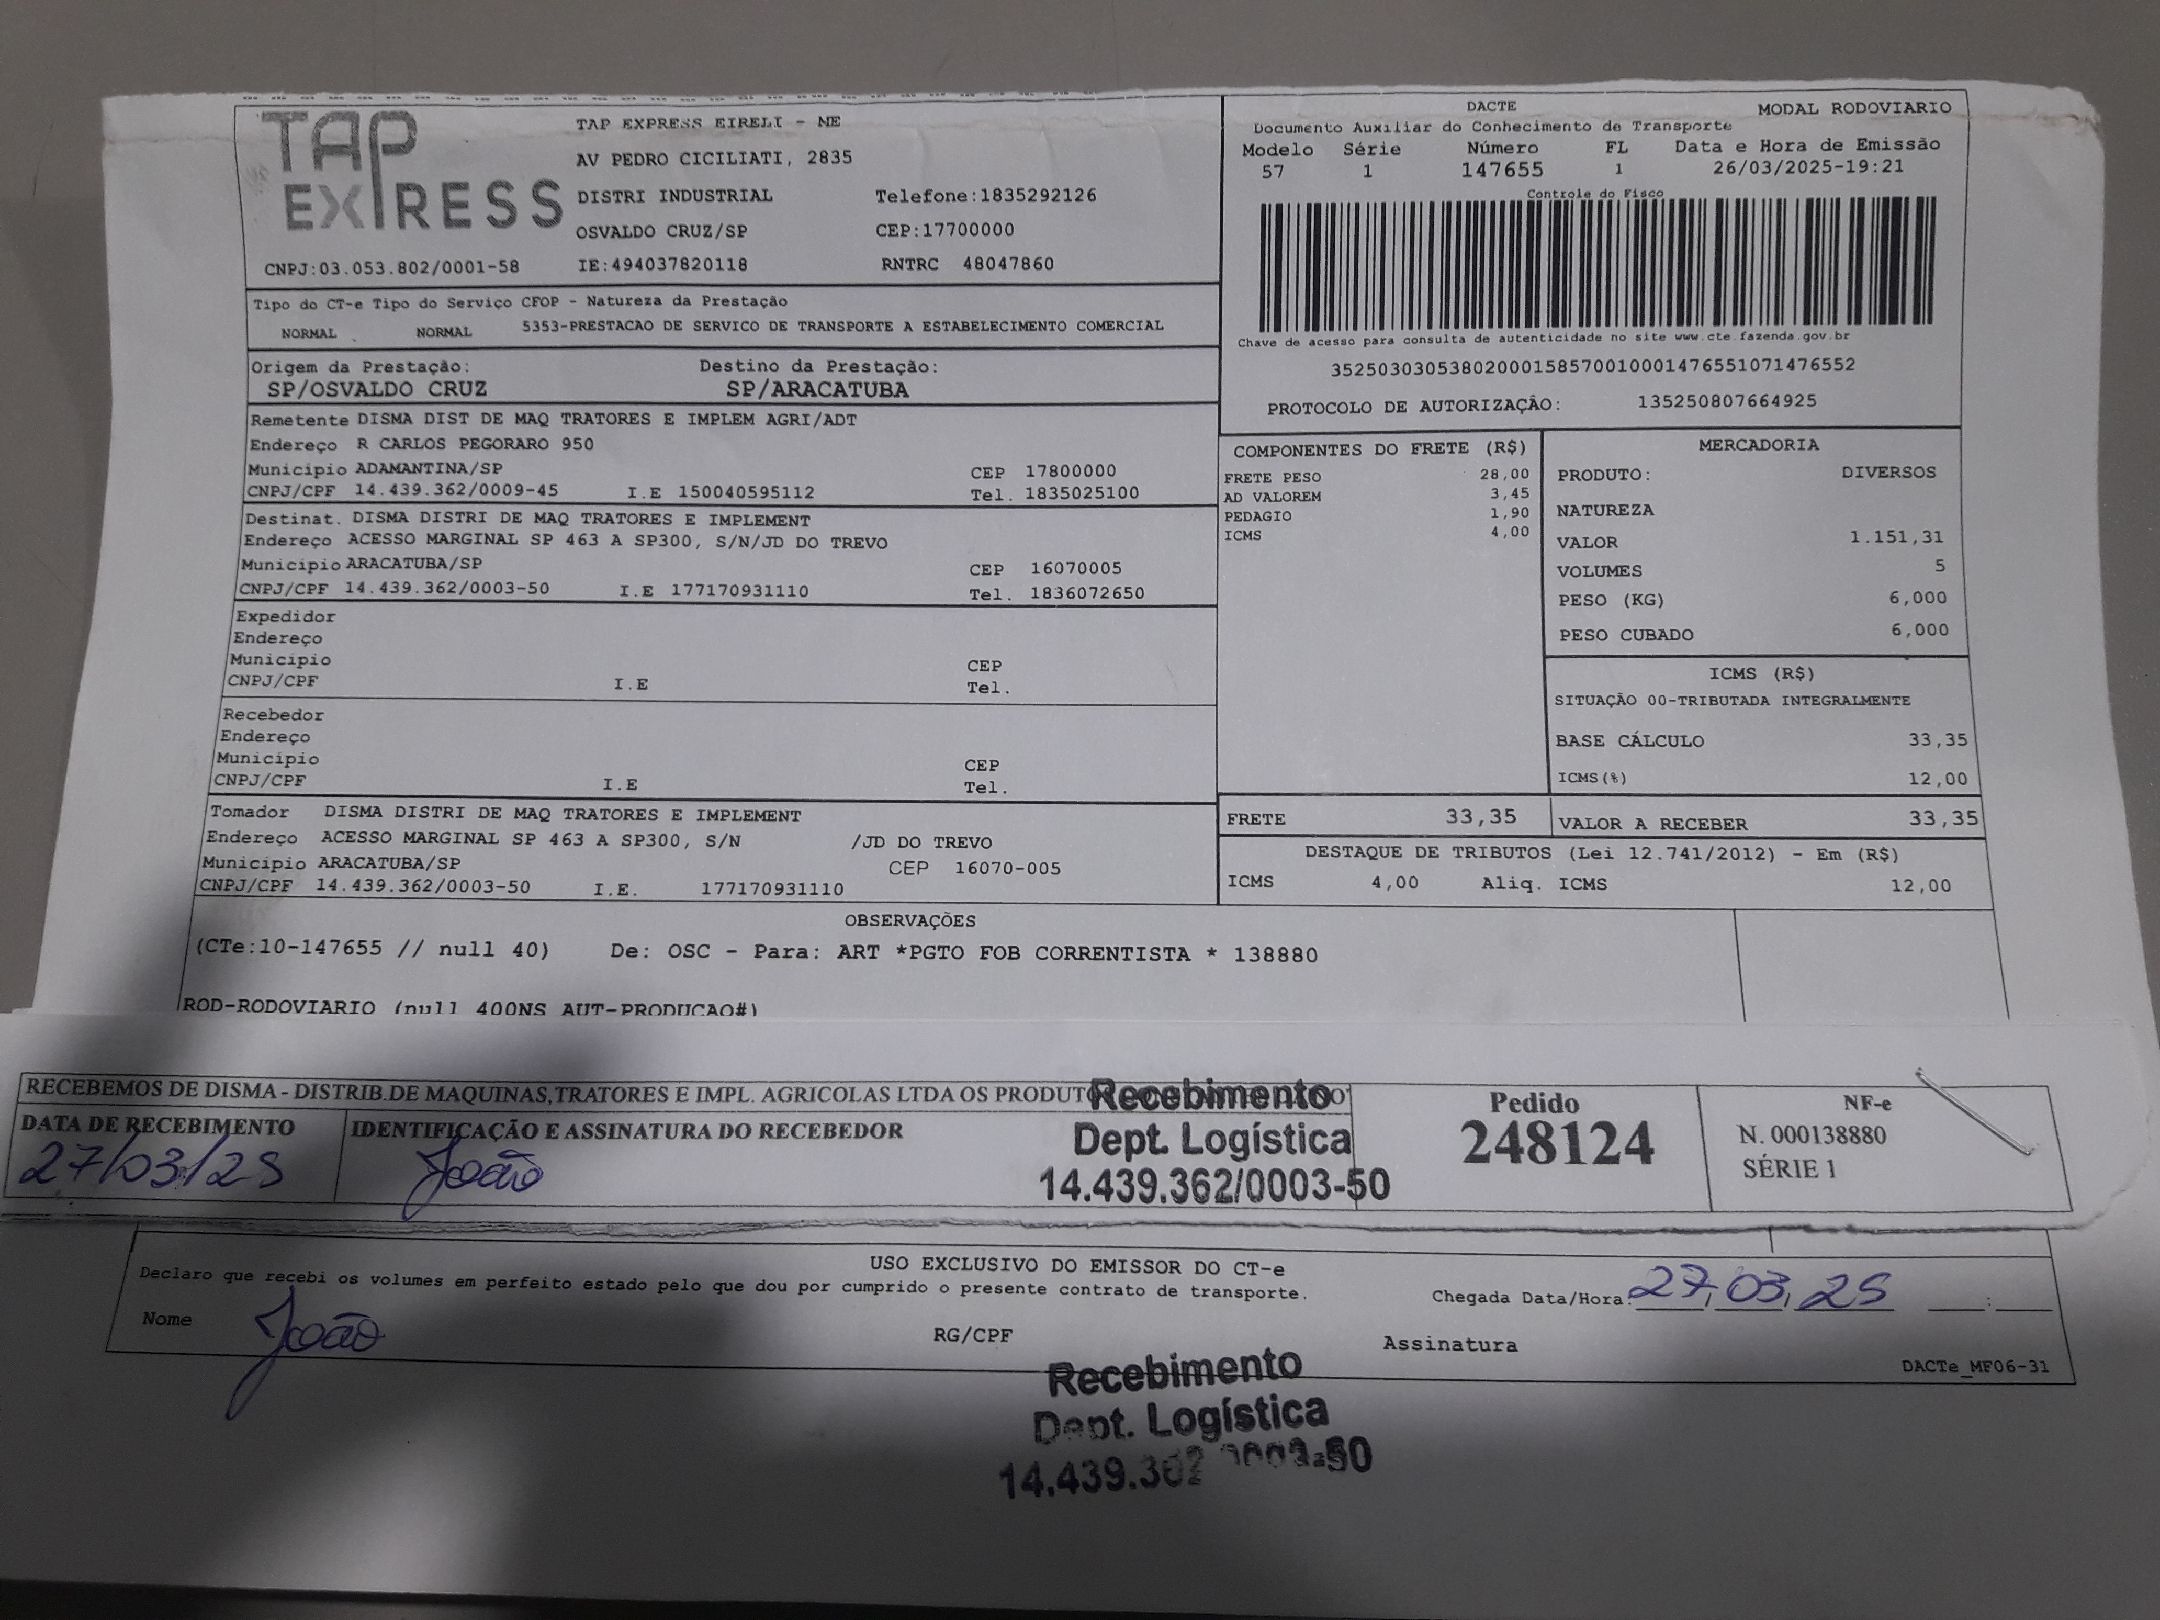 TAP EXPRESS
TAP EXPRESS EIRELI - ME
AV PEDRO CICILIATI, 2835
DISTRI INDUSTRIAL Telefone:1835292126
OSVALDO CRUZ/SP CEP:17700000
CNPJ:03.053.802/0001-58 IE:494037820118 RNTRC 48047860
DACTE MODAL RODOVIARIO
Documento Auxiliar do Conhecimento de Transporte
Modelo Série Número FL Data e Hora de Emissão
57 1 147655 1 26/03/2025-19:21
Controle do Fisco
Chave de acesso para consulta de autenticidade no site www.cte.fazenda.gov.br
35250303053802000158570010001476551071476552
PROTOCOLO DE AUTORIZAÇÃO: 135250807664925
Tipo do CT-e Tipo do Serviço CFOP - Natureza da Prestação
NORMAL NORMAL 5353-PRESTACAO DE SERVICO DE TRANSPORTE A ESTABELECIMENTO COMERCIAL
Origem da Prestação: Destino da Prestação:
SP/OSVALDO CRUZ SP/ARACATUBA
Remetente DISMA DIST DE MAQ TRATORES E IMPLEM AGRI/ADT
Endereço R CARLOS PEGORARO 950
Município ADAMANTINA/SP CEP 17800000
CNPJ/CPF 14.439.362/0009-45 I.E 150040595112 Tel. 1835025100
Destinat. DISMA DISTRI DE MAQ TRATORES E IMPLEMENT
Endereço ACESSO MARGINAL SP 463 A SP300, S/N/JD DO TREVO
Município ARACATUBA/SP CEP 16070005
CNPJ/CPF 14.439.362/0003-50 I.E 177170931110 Tel. 1836072650
Expedidor
Endereço
Município CEP
CNPJ/CPF I.E Tel.
Recebedor
Endereço
Município CEP
CNPJ/CPF I.E Tel.
Tomador DISMA DISTRI DE MAQ TRATORES E IMPLEMENT
Endereço ACESSO MARGINAL SP 463 A SP300, S/N /JD DO TREVO
Município ARACATUBA/SP CEP 16070-005
CNPJ/CPF 14.439.362/0003-50 I.E. 177170931110
COMPONENTES DO FRETE (R$)
FRETE PESO 28,00
AD VALOREM 3,45
PEDAGIO 1,90
ICMS 4,00
MERCADORIA
PRODUTO: DIVERSOS
NATUREZA
VALOR 1.151,31
VOLUMES 5
PESO (KG) 6,000
PESO CUBADO 6,000
ICMS (R$)
SITUAÇÃO 00-TRIBUTADA INTEGRALMENTE
BASE CÁLCULO 33,35
ICMS(%) 12,00
FRETE 33,35 VALOR A RECEBER 33,35
DESTAQUE DE TRIBUTOS (Lei 12.741/2012) - Em (R$)
ICMS 4,00 Aliq. ICMS 12,00
OBSERVAÇÕES
(CTe:10-147655 // null 40) De: OSC - Para: ART *PGTO FOB CORRENTISTA * 138880
ROD-RODOVIARIO (null 400NS AUT-PRODUCAO#)
RECEBEMOS DE DISMA - DISTRIB.DE MAQUINAS,TRATORES E IMPL. AGRICOLAS LTDA OS
DATA DE RECEBIMENTO IDENTIFICAÇÃO E ASSINATURA DO RECEBEDOR
27/03/25 João
Recebimento
Dept. Logística
14.439.362/0003-50
Pedido
248124
NF-e
N. 000138880
SÉRIE 1
USO EXCLUSIVO DO EMISSOR DO CT-e
Declaro que recebi os volumes em perfeito estado pelo que dou por cumprido o presente contrato de transporte.
Chegada Data/Hora: 27/03/25 :
Nome João RG/CPF Assinatura
DACTe_MF06-31
Recebimento
Dept. Logística